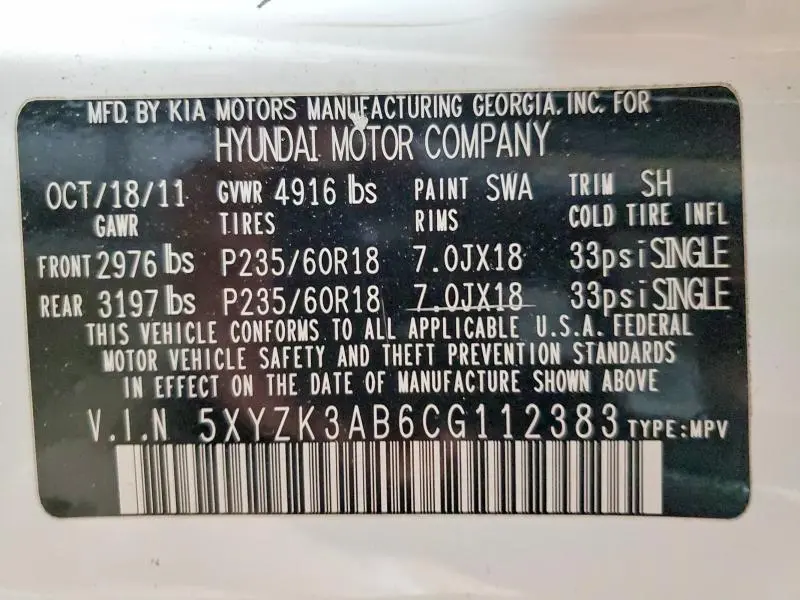 MFD. BY KIA MOTORS MANUFACTURING GEORGIA, INC. FOR
HYUNDAI MOTOR COMPANY
OCT/18/11 GVWR 4916 lbs PAINT SWA TRIM SH
GAWR TIRES RIMS COLD TIRE INFL
FRONT 2976 lbs P235/60R18 7.0JX18 33psi SINGLE
REAR 3197 lbs P235/60R18 7.0JX18 33psi SINGLE
THIS VEHICLE CONFORMS TO ALL APPLICABLE U.S.A. FEDERAL
MOTOR VEHICLE SAFETY AND THEFT PREVENTION STANDARDS
IN EFFECT ON THE DATE OF MANUFACTURE SHOWN ABOVE
V.I.N 5XYZK3AB6CG112383 TYPE:MPV